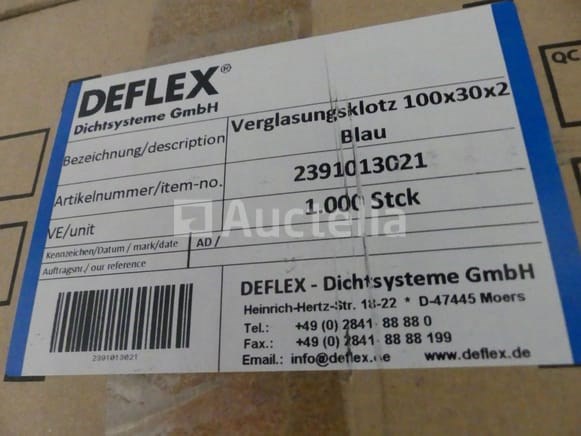 DEFLEX®
Dichtsysteme GmbH
QC
Bezeichnung/description
Verglasungsklotz 100x30x2
Blau
Artikelnummer/item-no.
2391013021
VE/unit
1.000 Stck
Kennzeichen/Datum / mark/date
AD /
Auftragsnr./ our reference
Auctelia
2391013021
DEFLEX - Dichtsysteme GmbH
Heinrich-Hertz-Str. 18-22 * D-47445 Moers
Tel.: +49 (0) 2841 88 88 0
Fax.: +49 (0) 2841 88 88 199
Email.: info@deflex.de www.deflex.de